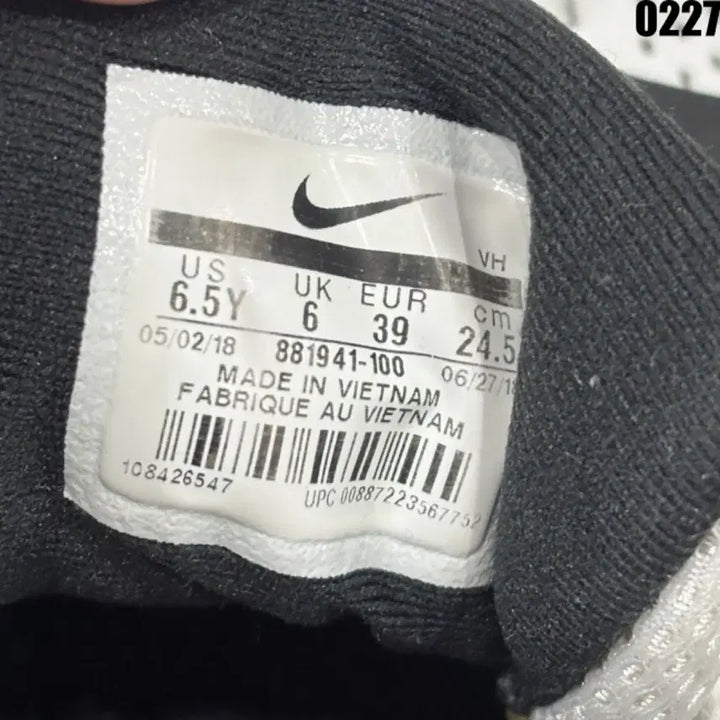 0227
VH
US UK EUR cm
6.5Y 6 39 24.5
05/02/18 881941-100 06/27/18
MADE IN VIETNAM
FABRIQUE AU VIETNAM
108426547 UPC 00887223567752